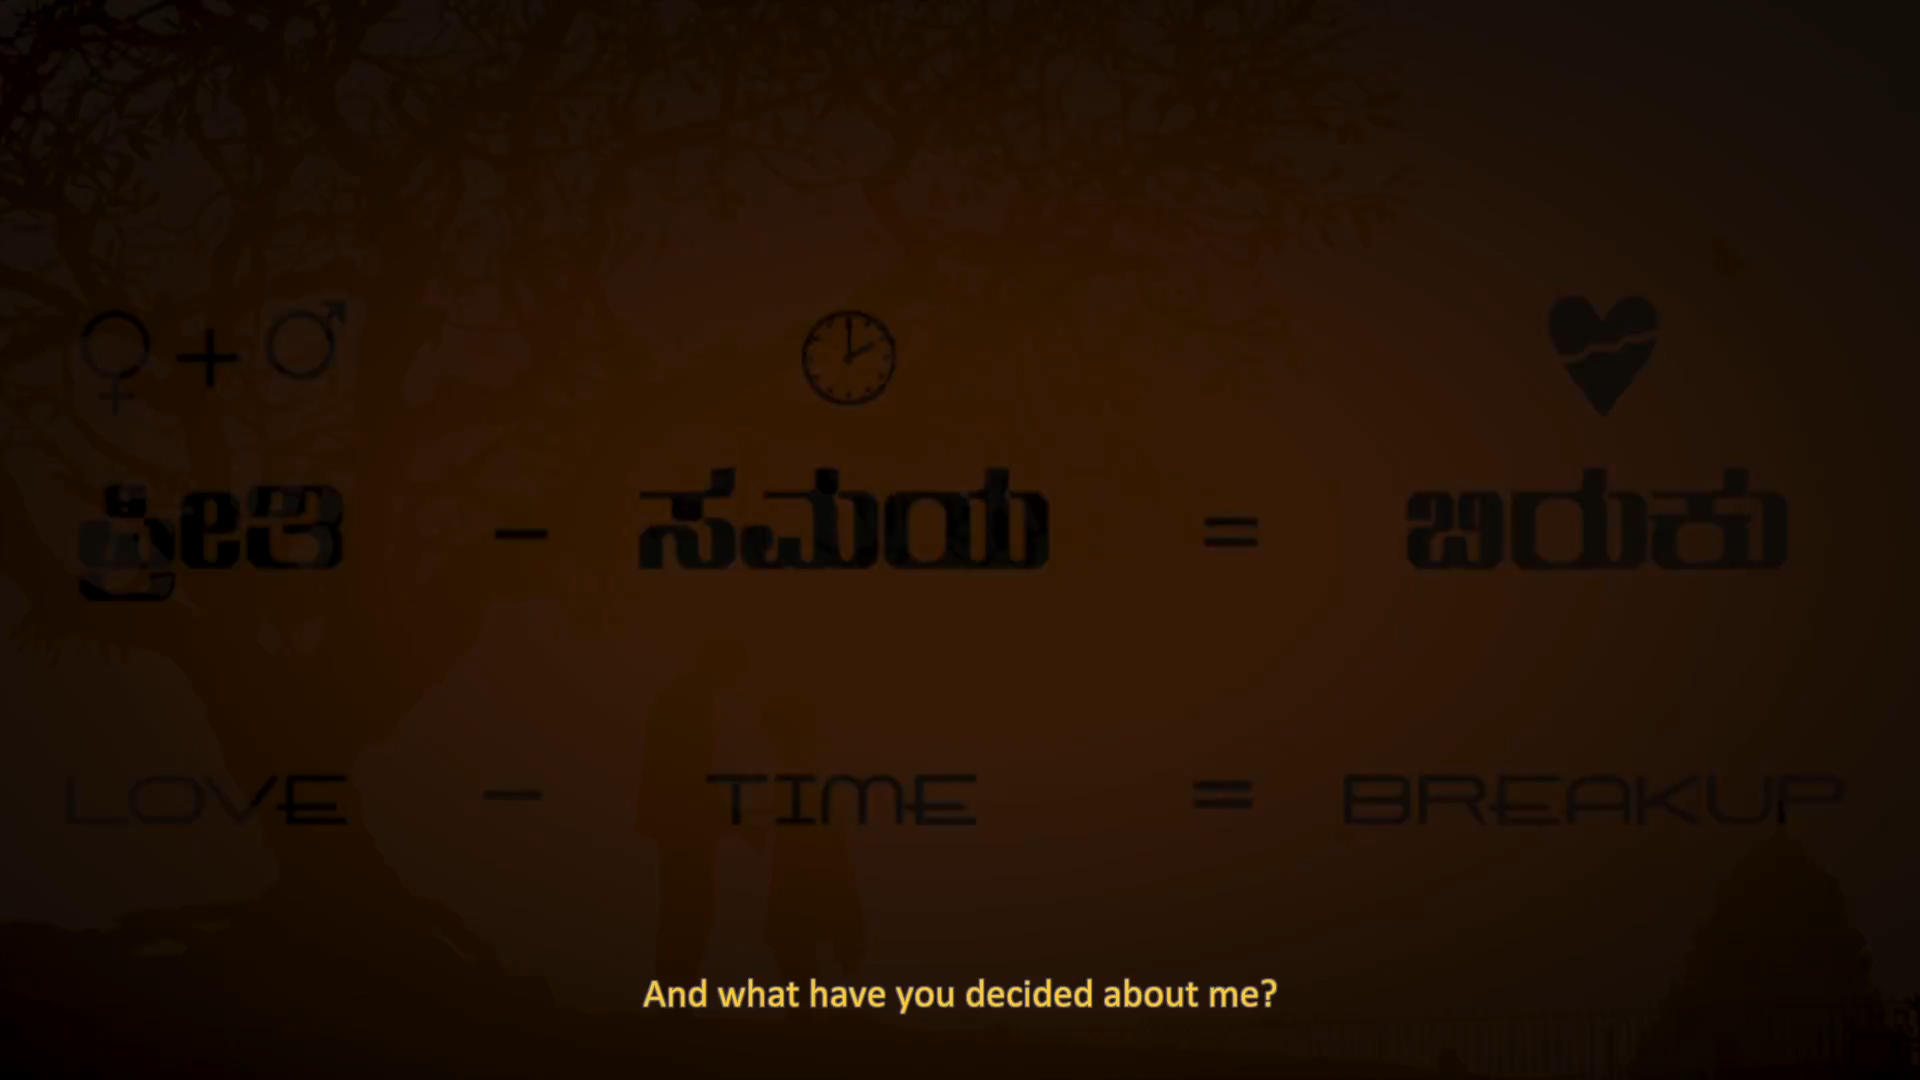 ಪ್ರೀತಿ - ಸಮಯ = ಬಿರುಕು
LOVE - TIME = BREAKUP
And what have you decided about me?